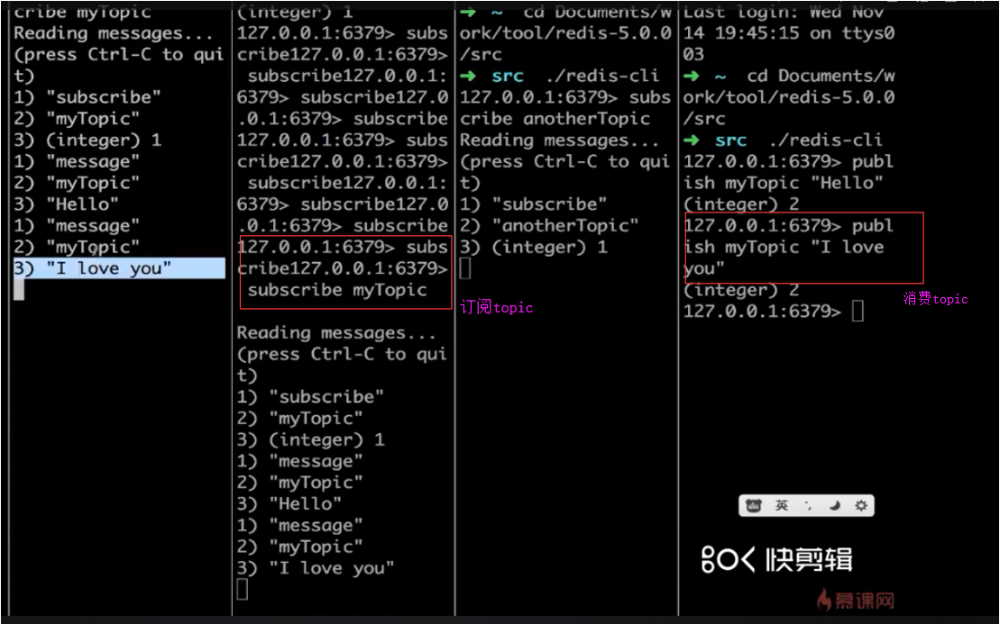 cribe myTopic
Reading messages...
(press Ctrl-C to qui
t)
1) "subscribe"
2) "myTopic"
3) (integer) 1
1) "message"
2) "myTopic"
3) "Hello"
1) "message"
2) "myTopic"
3) "I love you"
(integer) 1
127.0.0.1:6379> subs
cribe127.0.0.1:6379>
subscribe127.0.0.1:
6379> subscribe127.0
.0.1:6379> subscribe
127.0.0.1:6379> subs
cribe127.0.0.1:6379>
subscribe127.0.0.1:
6379> subscribe127.0
.0.1:6379> subscribe
127.0.0.1:6379> subs
cribe127.0.0.1:6379>
subscribe myTopic
Reading messages...
(press Ctrl-C to qui
t)
1) "subscribe"
2) "myTopic"
3) (integer) 1
1) "message"
2) "myTopic"
3) "Hello"
1) "message"
2) "myTopic"
3) "I love you"
订阅topic
➜ ~ cd Documents/w
ork/tool/redis-5.0.0
/src
➜ src ./redis-cli
127.0.0.1:6379> subs
cribe anotherTopic
Reading messages...
(press Ctrl-C to qui
t)
1) "subscribe"
2) "anotherTopic"
3) (integer) 1
Last login: Wed Nov
14 19:45:15 on ttys0
03
➜ ~ cd Documents/w
ork/tool/redis-5.0.0
/src
➜ src ./redis-cli
127.0.0.1:6379> publ
ish myTopic "Hello"
(integer) 2
127.0.0.1:6379> publ
ish myTopic "I love
you"
(integer) 2
127.0.0.1:6379>
消费topic
英
快剪辑
慕课网